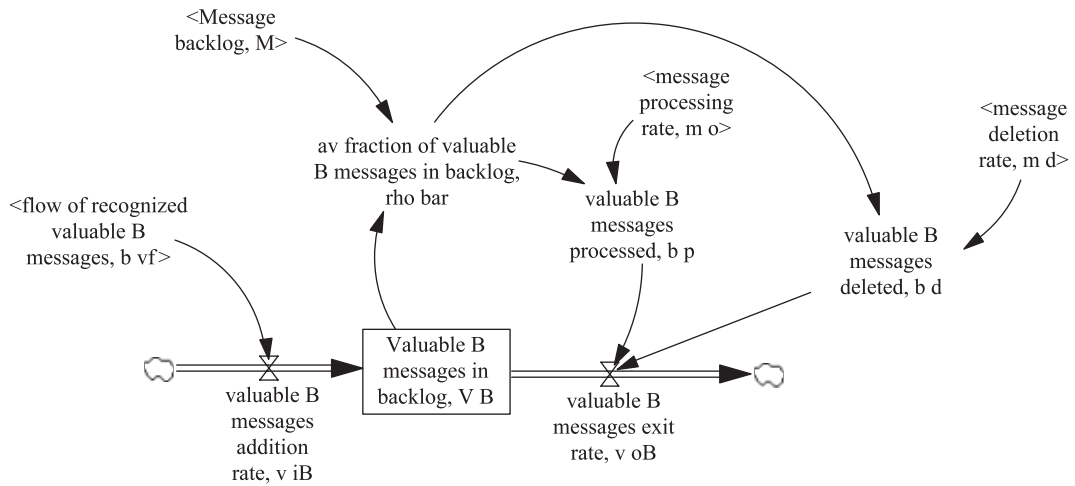 <Message
backlog, M>
<message
processing
rate, m o>
<message
deletion
rate, m d>
av fraction of valuable
B messages in backlog,
rho bar
<flow of recognized
valuable B
messages, b vf>
valuable B
messages
processed, b p
valuable B
messages
deleted, b d
Valuable B
messages in
backlog, V B
valuable B
messages
addition
rate, v iB
valuable B
messages exit
rate, v oB